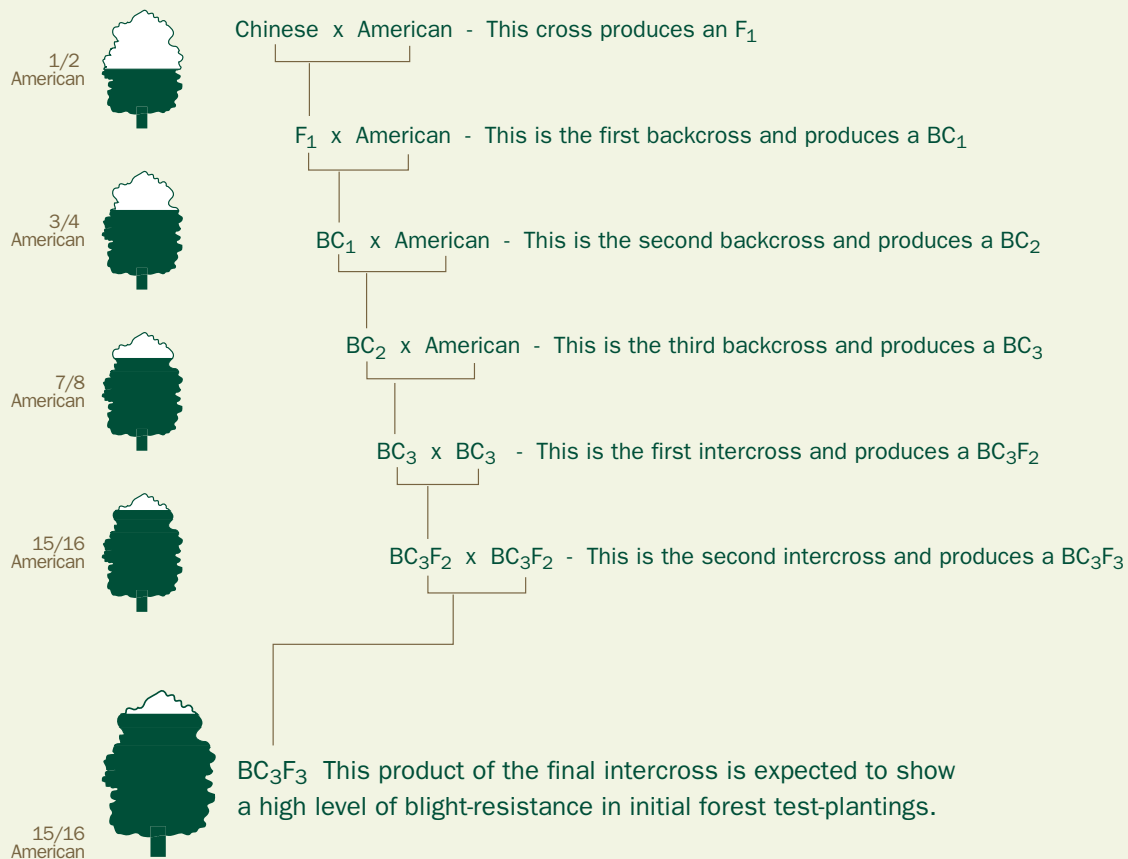 Chinese x American - This cross produces an F1
1/2
American
F1 x American - This is the first backcross and produces a BC1
3/4
American
BC1 x American - This is the second backcross and produces a BC2
BC2 x American - This is the third backcross and produces a BC3
7/8
American
BC3 x BC3 - This is the first intercross and produces a BC3F2
15/16
American
BC3F2 x BC3F2 - This is the second intercross and produces a BC3F3
BC3F3 This product of the final intercross is expected to show
a high level of blight-resistance in initial forest test-plantings.
15/16
American